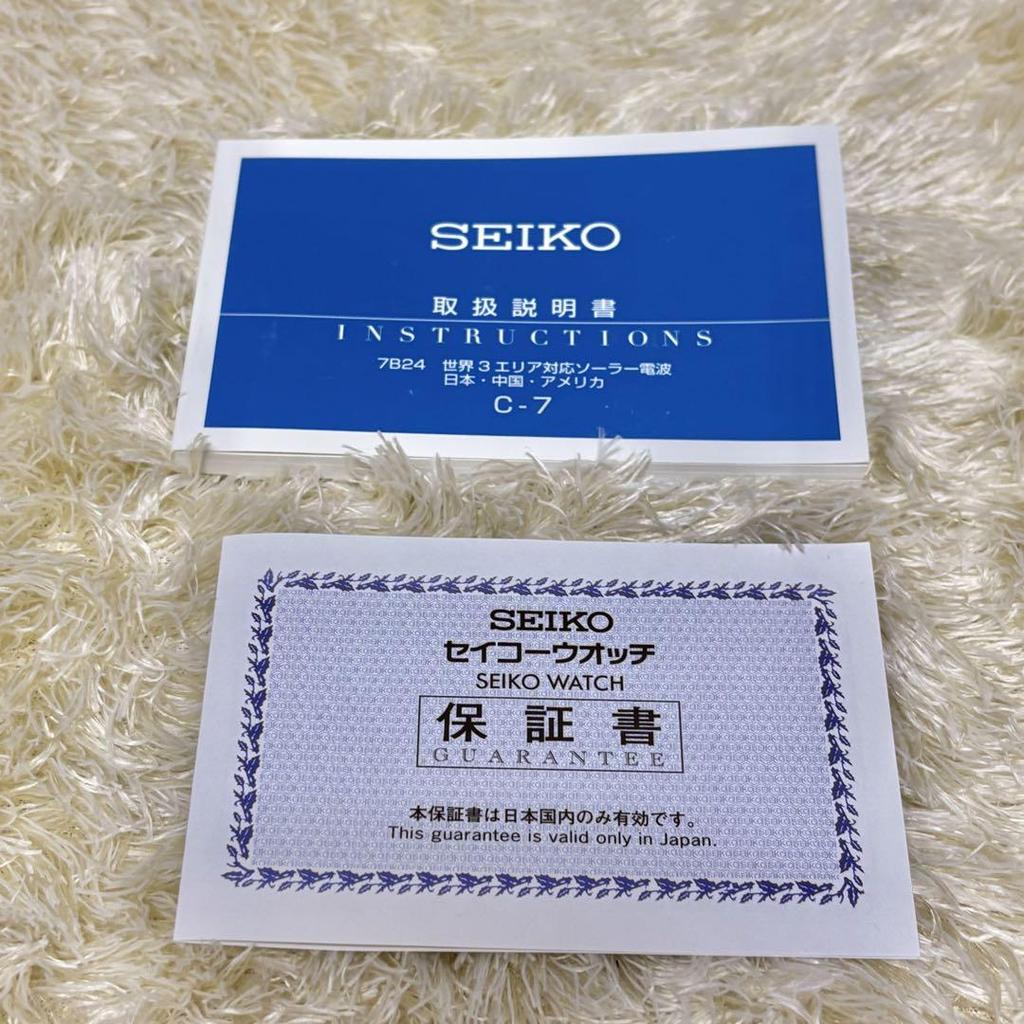 SEIKO
取扱説明書
INSTRUCTIONS
7B24 世界3エリア対応ソーラー電波
日本・中国・アメリカ
C-7
SEIKO
セイコーウオッチ
SEIKO WATCH
保証書
GUARANTEE
本保証書は日本国内のみ有効です。
This guarantee is valid only in Japan.